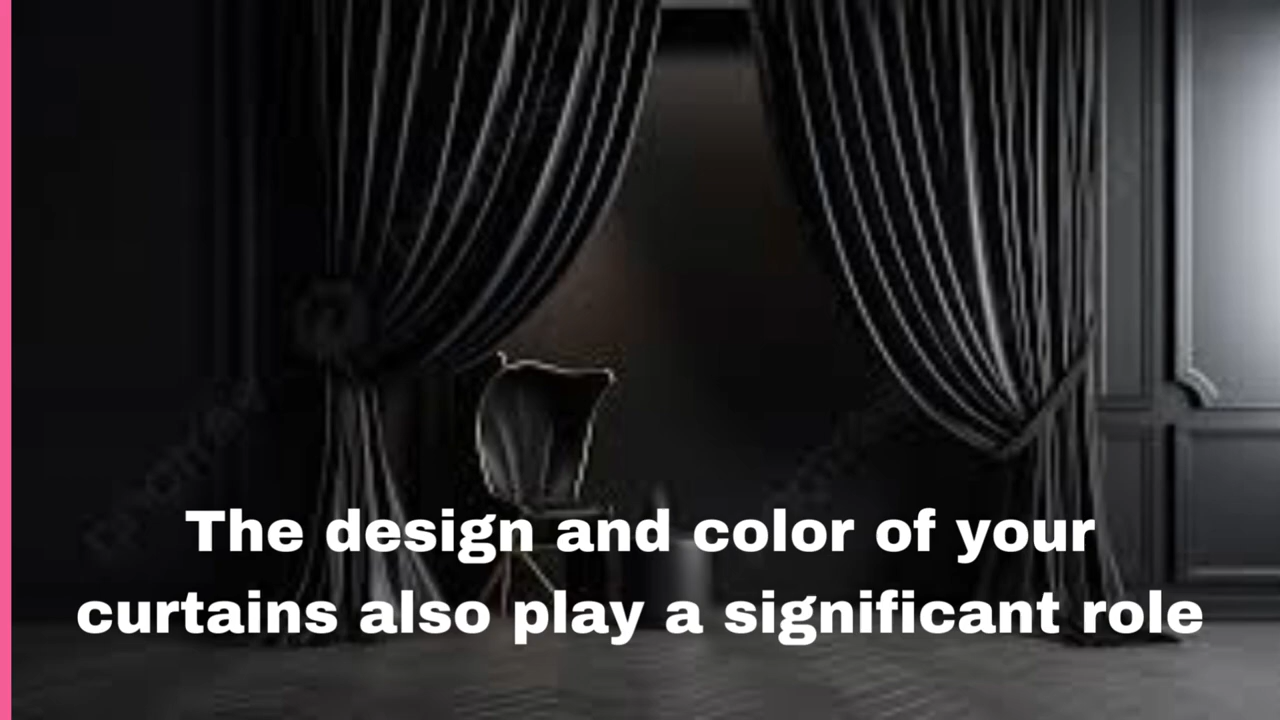 The design and color of your
curtains also play a significant role